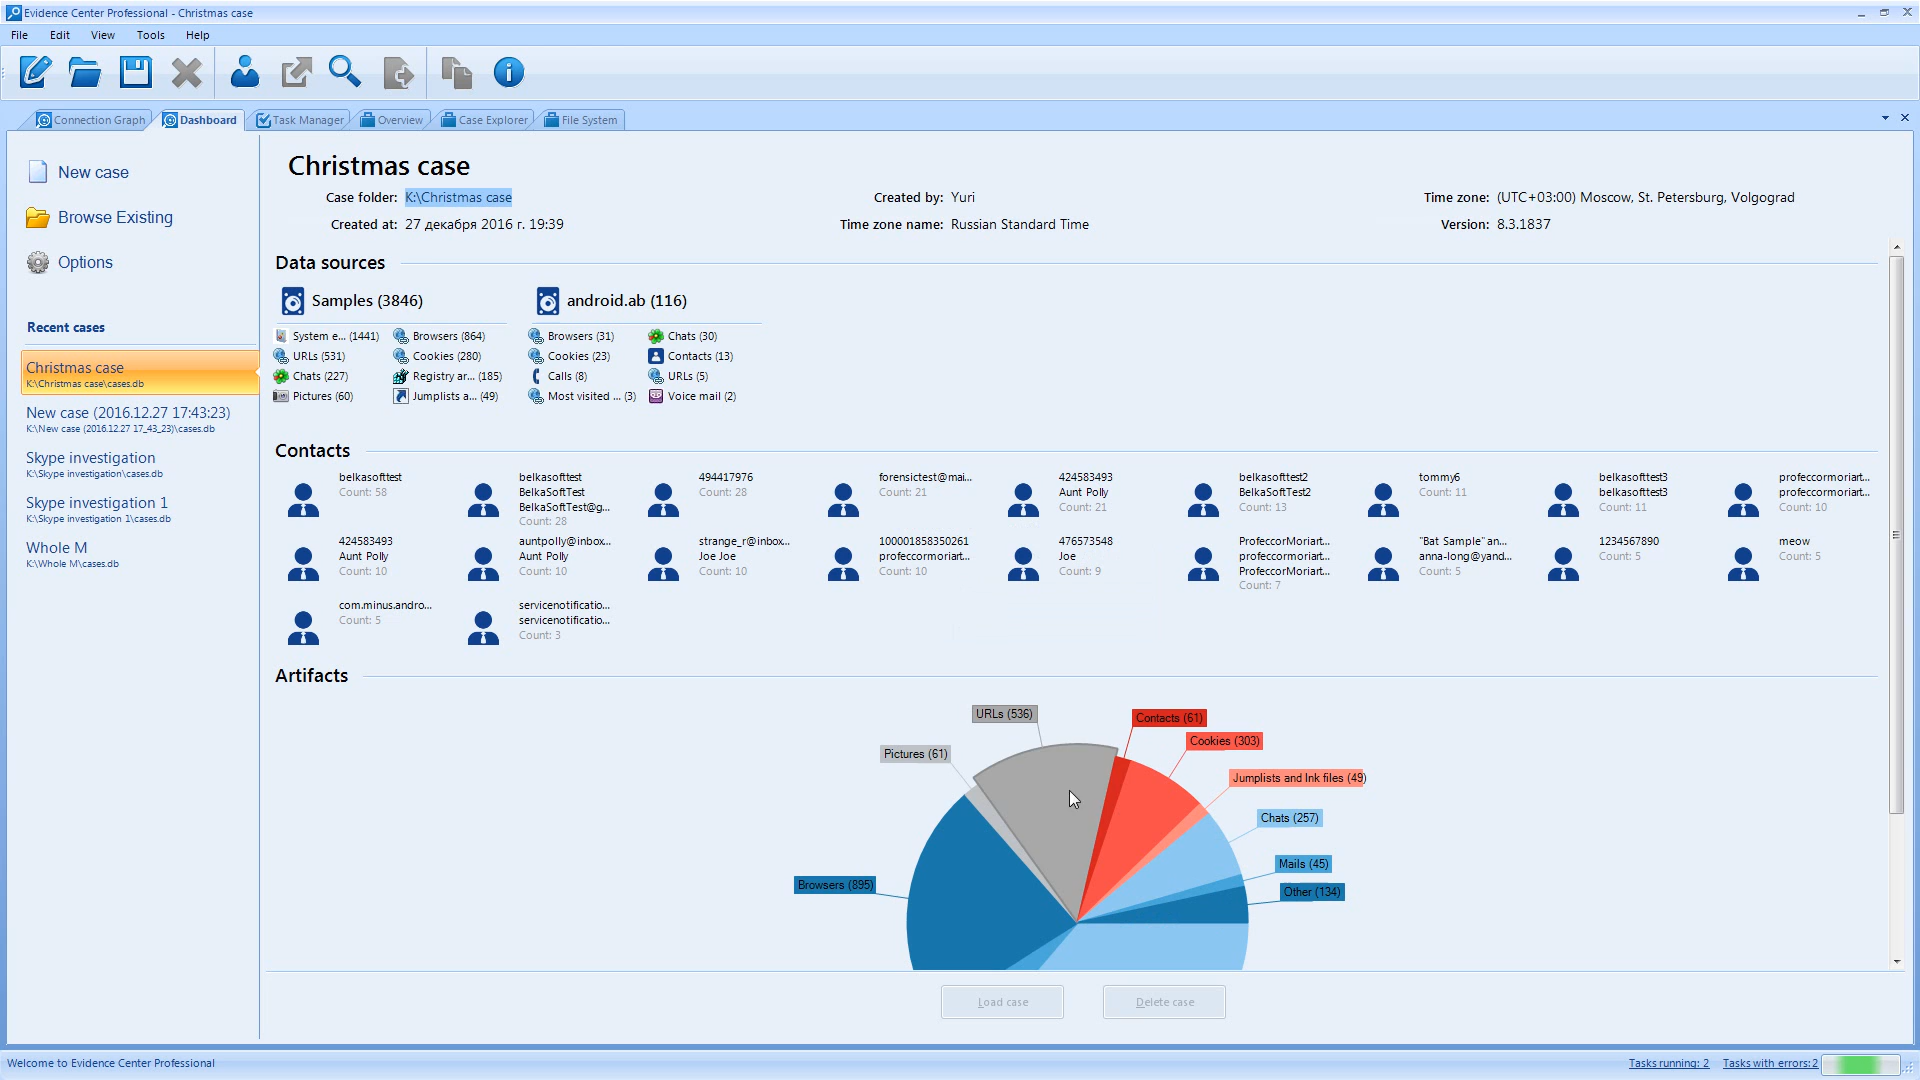 Evidence Center Professional - Christmas case
File Edit View Tools Help
Connection Graph Dashboard Task Manager Overview Case Explorer File System
New case
Browse Existing
Options
Recent cases
Christmas case
K:\Christmas case\cases.db
New case (2016.12.27 17:43:23)
K:\New case (2016.12.27 17_43_23)\cases.db
Skype investigation
K:\Skype investigation\cases.db
Skype investigation 1
K:\Skype investigation 1\cases.db
Whole M
K:\Whole M\cases.db
Christmas case
Case folder: K:\Christmas case Created by: Yuri Time zone: (UTC+03:00) Moscow, St. Petersburg, Volgograd
Created at: 27 декабря 2016 г. 19:39 Time zone name: Russian Standard Time Version: 8.3.1837
Data sources
Samples (3846) android.ab (116)
System e... (1441) Browsers (864) Browsers (31) Chats (30)
URLs (531) Cookies (280) Cookies (23) Contacts (13)
Chats (227) Registry ar... (185) Calls (8) URLs (5)
Pictures (60) Jumplists a... (49) Most visited ... (3) Voice mail (2)
Contacts
belkasofttest
Count: 58
belkasofttest
BelkaSoftTest
BelkaSoftTest@g...
Count: 28
494417976
Count: 28
forensictest@mai...
Count: 21
424583493
Aunt Polly
Count: 21
belkasofttest2
BelkaSoftTest2
Count: 13
tommy6
Count: 11
belkasofttest3
belkasofttest3
Count: 11
profeccormoriart...
profeccormoriart...
Count: 10
424583493
Aunt Polly
Count: 10
auntpolly@inbox...
Aunt Polly
Count: 10
strange_r@inbox...
Joe Joe
Count: 10
100001858350261
profeccormoriart...
Count: 10
476573548
Joe
Count: 9
ProfeccorMoriart...
profeccormoriart...
ProfeccorMoriart...
Count: 7
"Bat Sample" an...
anna-long@yand...
Count: 5
1234567890
Count: 5
meow
Count: 5
com.minus.andro...
Count: 5
servicenotificatio...
servicenotificatio...
Count: 3
Artifacts
URLs (536)
Contacts (61)
Cookies (303)
Pictures (61)
Jumplists and lnk files (49)
Chats (257)
Mails (45)
Browsers (895)
Other (134)
Load case Delete case
Welcome to Evidence Center Professional Tasks running: 2 Tasks with errors:2